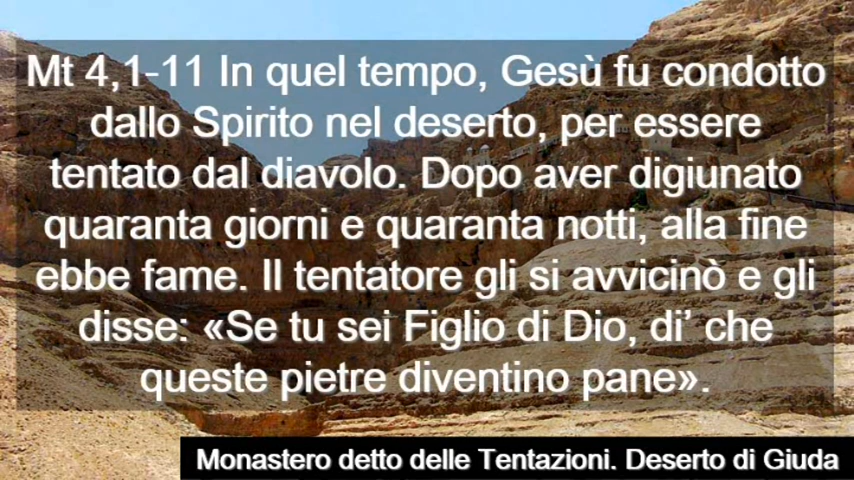 Mt 4,1-11 In quel tempo, Gesù fu condotto
dallo Spirito nel deserto, per essere
tentato dal diavolo. Dopo aver digiunato
quaranta giorni e quaranta notti, alla fine
ebbe fame. Il tentatore gli si avvicinò e gli
disse: «Se tu sei Figlio di Dio, di’ che
queste pietre diventino pane».
Monastero detto delle Tentazioni. Deserto di Giuda